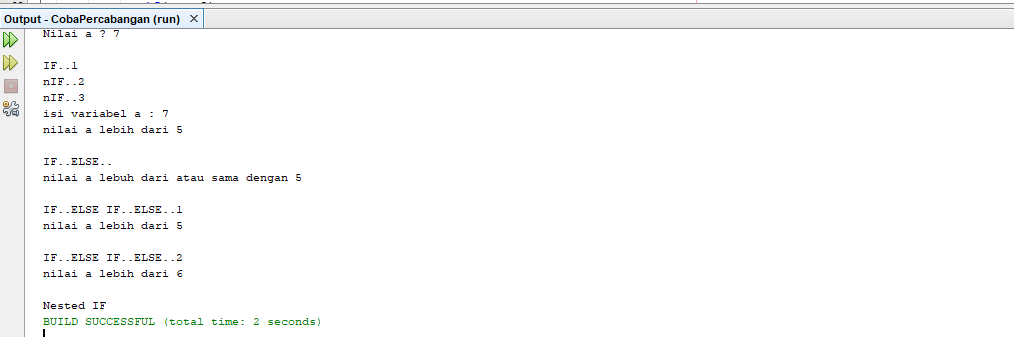 Output - CobaPercabangan (run) ×
Nilai a ? 7
IF..1
nIF..2
nIF..3
isi variabel a : 7
nilai a lebih dari 5
IF..ELSE..
nilai a lebuh dari atau sama dengan 5
IF..ELSE IF..ELSE..1
nilai a lebih dari 5
IF..ELSE IF..ELSE..2
nilai a lebih dari 6
Nested IF
BUILD SUCCESSFUL (total time: 2 seconds)